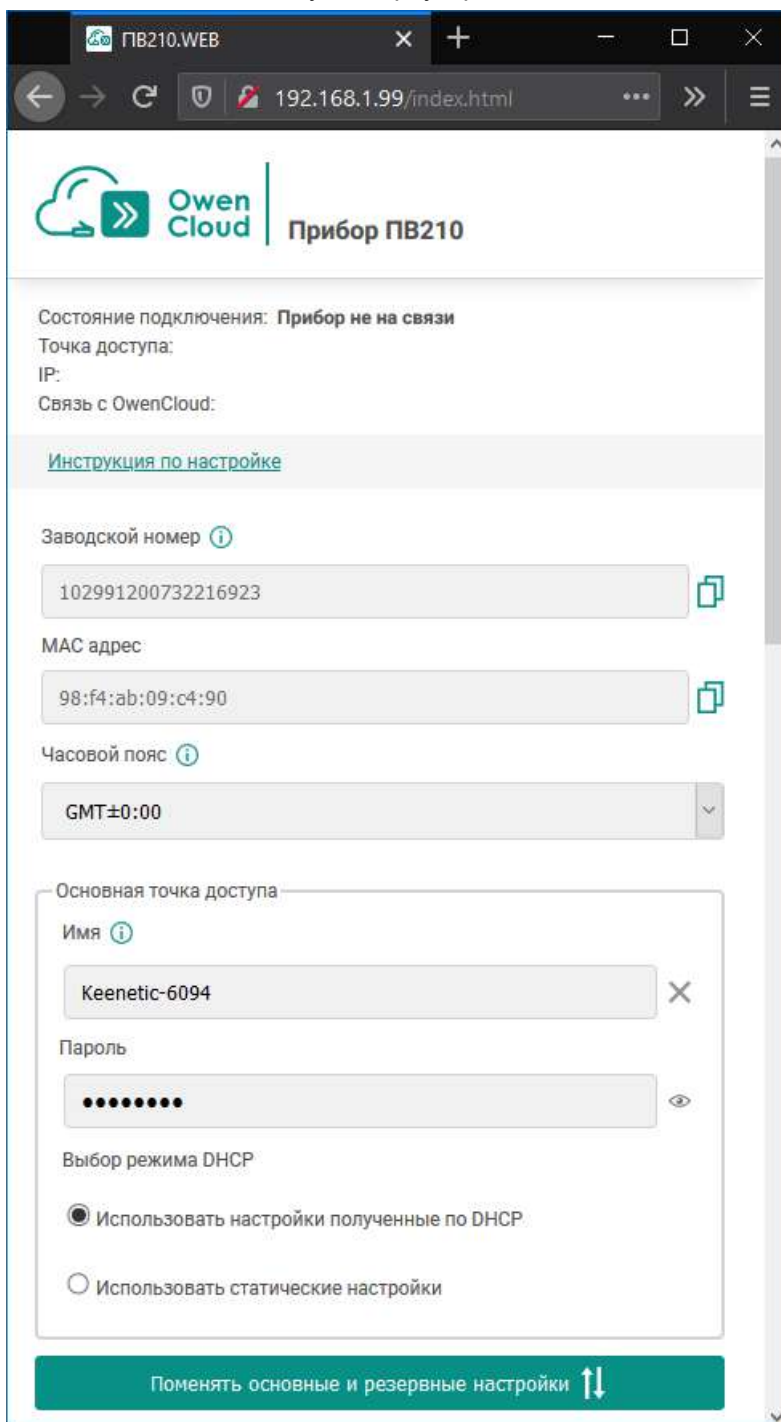 ПВ210.WEB
192.168.1.99/index.html
Owen
Cloud
Прибор ПВ210
Состояние подключения: Прибор не на связи
Точка доступа:
IP:
Связь с OwenCloud:
Инструкция по настройке
Заводской номер
102991200732216923
MAC адрес
98:f4:ab:09:c4:90
Часовой пояс
GMT±0:00
Основная точка доступа
Имя
Keenetic-6094
Пароль
••••••••
Выбор режима DHCP
Использовать настройки полученные по DHCP
Использовать статические настройки
Поменять основные и резервные настройки